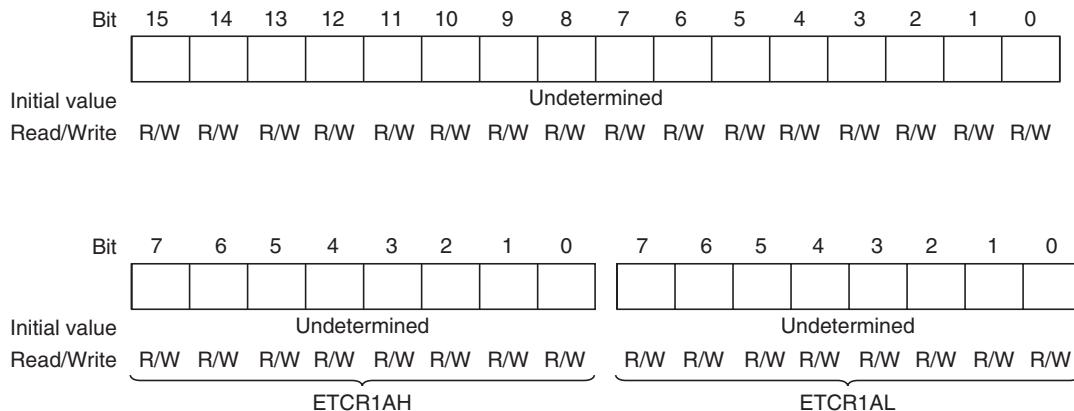 Bit 15 14 13 12 11 10 9 8 7 6 5 4 3 2 1 0
Initial value Undetermined
Read/Write R/W R/W R/W R/W R/W R/W R/W R/W R/W R/W R/W R/W R/W R/W R/W R/W
Bit 7 6 5 4 3 2 1 0 7 6 5 4 3 2 1 0
Initial value Undetermined Undetermined
Read/Write R/W R/W R/W R/W R/W R/W R/W R/W R/W R/W R/W R/W R/W R/W R/W R/W
ETCR1AH ETCR1AL